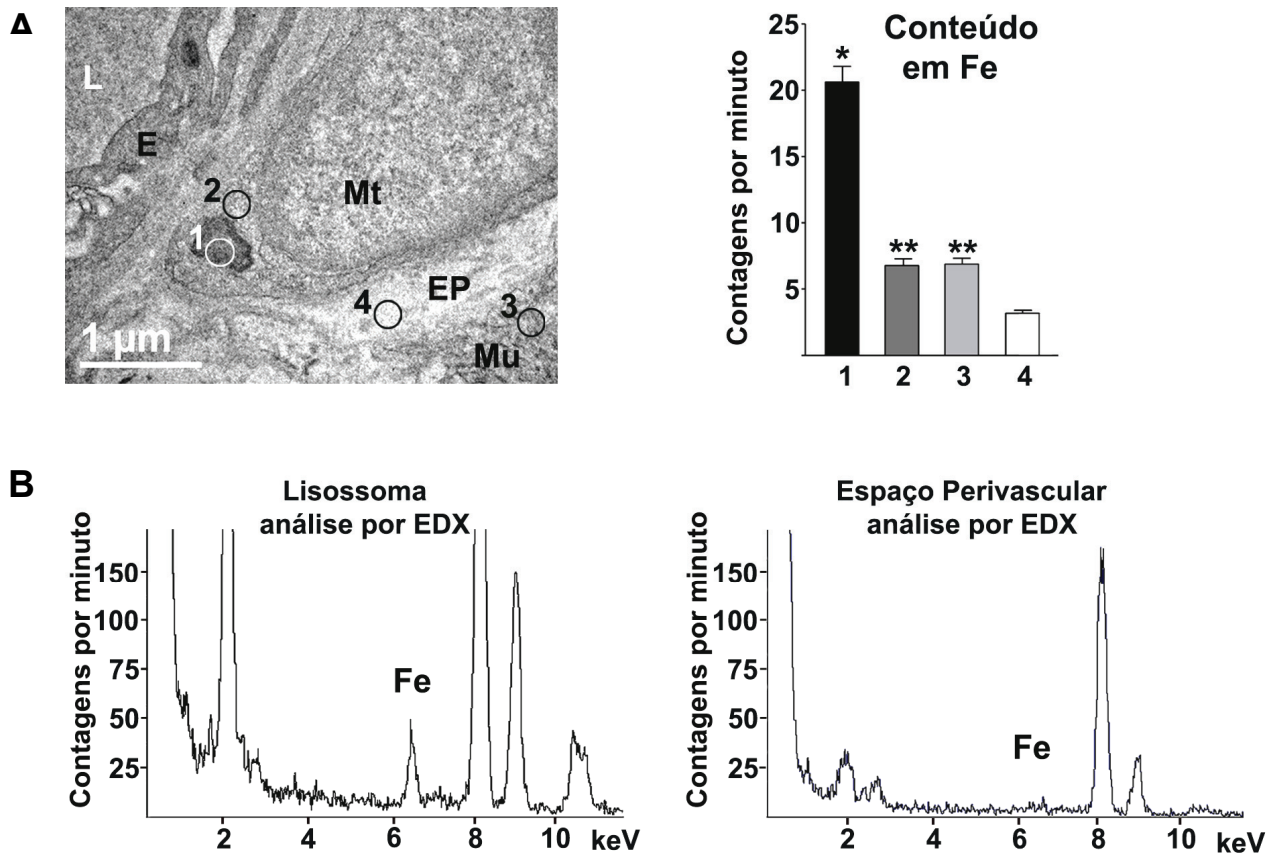 Δ
L
E
2
Mt
1
EP
4
3
Mu
1 µm
Conteúdo
em Fe
Contagens por minuto
25
20
15
10
5
*
**
**
1 2 3 4
B
Lisossoma
análise por EDX
Contagens por minuto
150
100
75
50
25
Fe
2 4 6 8 10 keV
Espaço Perivascular
análise por EDX
Contagens por minuto
150
100
75
50
25
Fe
2 4 6 8 10 keV